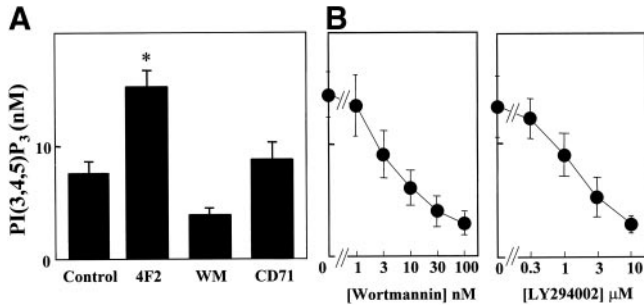 A
B
PI(3,4,5)P3 (nM)
10
0
*
Control 4F2 WM CD71
0 1 3 10 30 100
[Wortmannin] nM
0 0.3 1 3 10
[LY294002] μM